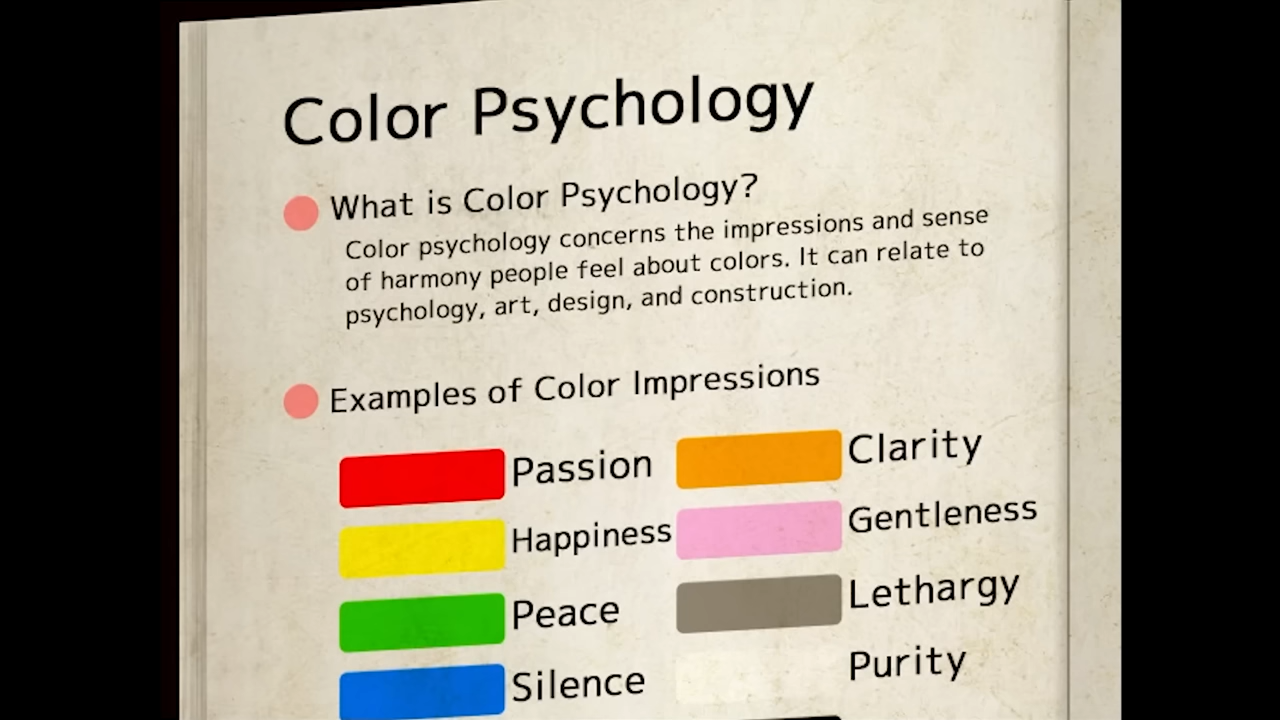 Color Psychology
What is Color Psychology?
Color psychology concerns the impressions and sense
of harmony people feel about colors. It can relate to
psychology, art, design, and construction.
Examples of Color Impressions
Passion
Clarity
Happiness
Gentleness
Peace
Lethargy
Silence
Purity